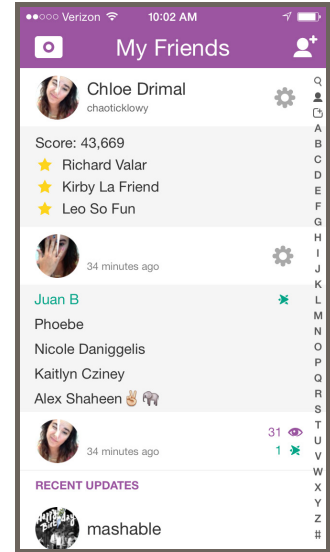 Verizon 10:02 AM
My Friends
Chloe Drimal
chaoticklowy
Score: 43,669
Richard Valar
Kirby La Friend
Leo So Fun
34 minutes ago
Juan B
Phoebe
Nicole Daniggelis
Kaitlyn Cziney
Alex Shaheen✌🏼🐘
31
34 minutes ago
1
RECENT UPDATES
mashable
A
B
C
D
E
F
G
H
I
J
K
L
M
N
O
P
Q
R
S
T
U
V
W
X
Y
Z
#